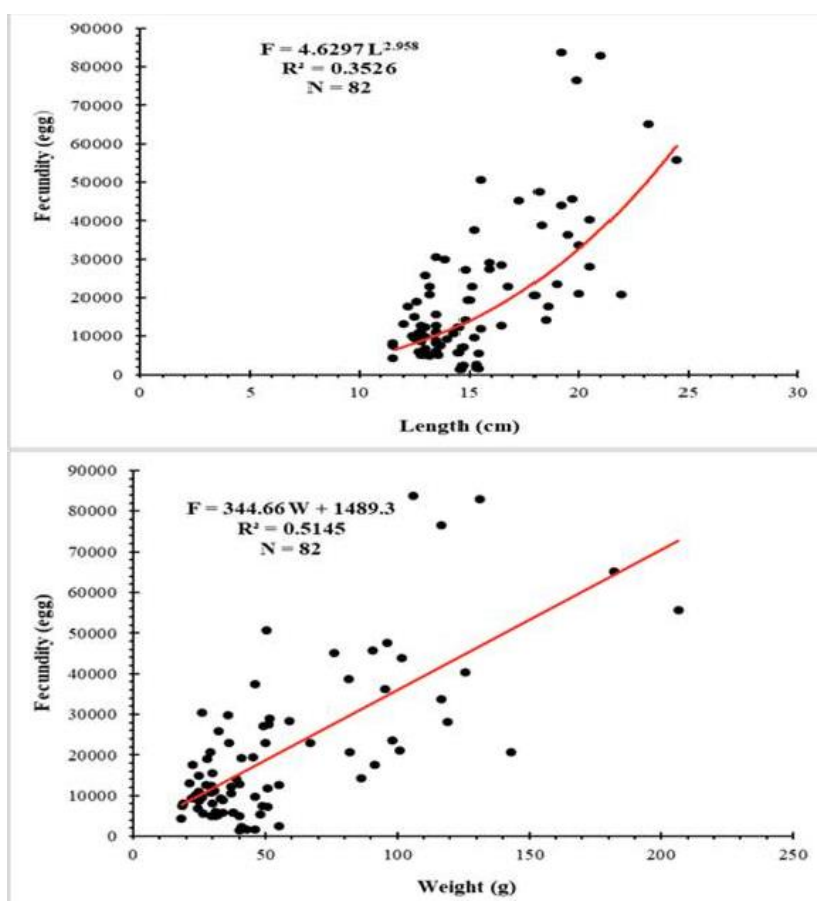 90000
80000
70000
60000
50000
40000
30000
20000
10000
0
Fecundity (egg)
F = 4.6297 L^2.958
R² = 0.3526
N = 82
0 5 10 15 20 25 30
Length (cm)
90000
80000
70000
60000
50000
40000
30000
20000
10000
0
Fecundity (egg)
F = 344.66 W + 1489.3
R² = 0.5145
N = 82
0 50 100 150 200 250
Weight (g)